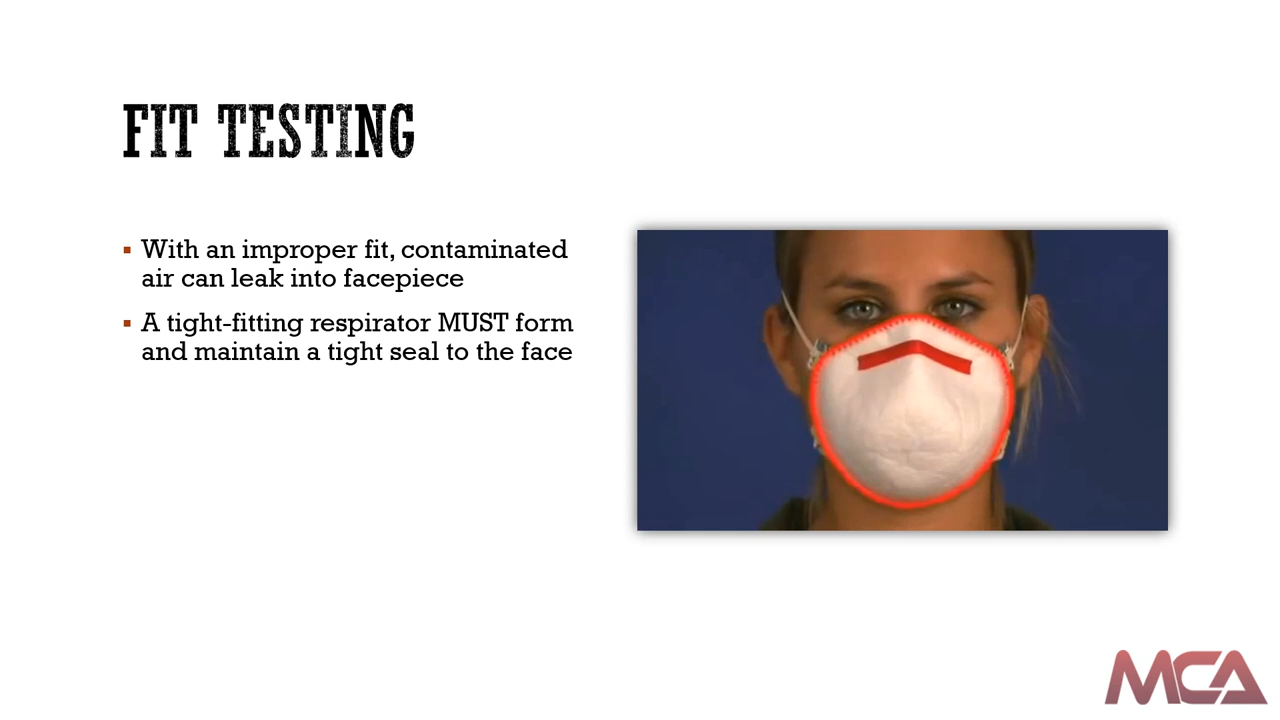 FIT TESTING
With an improper fit, contaminated
air can leak into facepiece
A tight-fitting respirator MUST form
and maintain a tight seal to the face
MCA